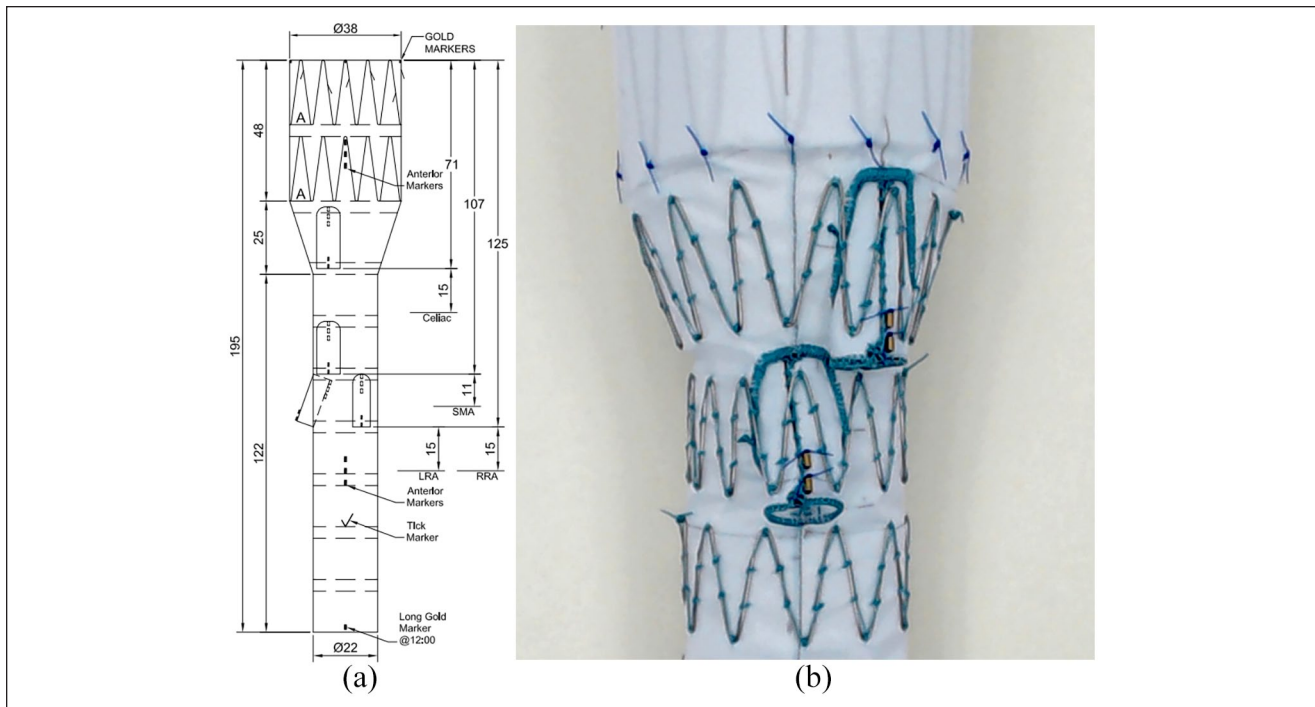 Ø38
GOLD
MARKERS
48
A
71
Anterior
Markers
A
107
125
25
15
Celiac
195
11
SMA
122
15
15
LRA
RRA
Anterior
Markers
Tick
Marker
Long Gold
Marker
@12:00
Ø22
(a)
(b)